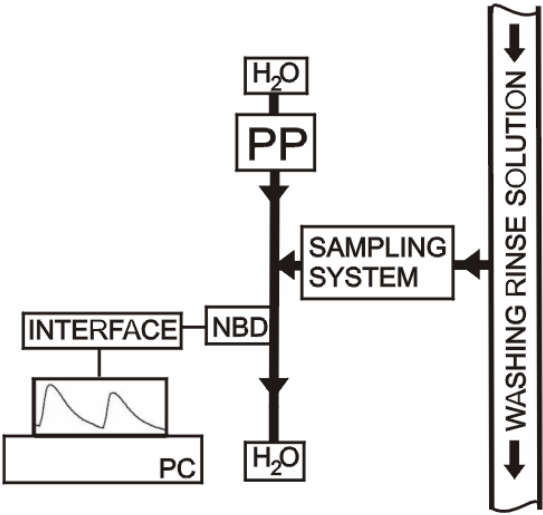 H₂O
PP
SAMPLING
SYSTEM
WASHING RINSE SOLUTION
INTERFACE
NBD
PC
H₂O